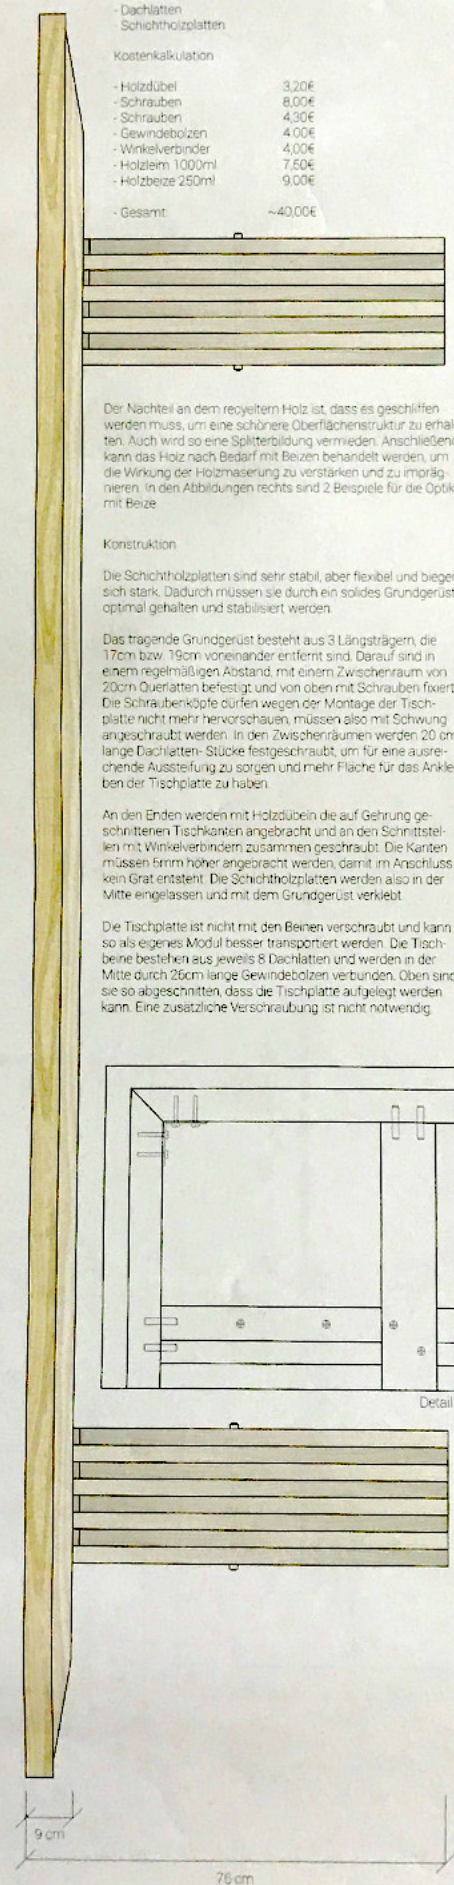 - Dachlatten
- Schichtholzplatten
Kostenkalkulation
- Holzdübel 3,20€
- Schrauben 8,00€
- Schrauben 4,30€
- Gewindebolzen 4,00€
- Winkelverbinder 4,00€
- Holzleim 1000ml 7,50€
- Holzbeize 250ml 9,00€
- Gesamt ~40,00€
Der Nachteil an dem recyceltem Holz ist, dass es geschliffen
werden muss, um eine schönere Oberflächenstruktur zu erhal-
ten. Auch wird so eine Splitterbildung vermieden. Anschließend
kann das Holz nach Bedarf mit Beizen behandelt werden, um
die Wirkung der Holzmaserung zu verstärken und zu impräg-
nieren. In den Abbildungen rechts sind 2 Beispiele für die Optik
mit Beize
Konstruktion
Die Schichtholzplatten sind sehr stabil, aber flexibel und biegen
sich stark. Dadurch müssen sie durch ein solides Grundgerüst
optimal gehalten und stabilisiert werden.
Das tragende Grundgerüst besteht aus 3 Längsträgern, die
17cm bzw. 19cm voneinander entfernt sind. Darauf sind in
einem regelmäßigen Abstand, mit einem Zwischenraum von
20cm Querlatten befestigt und von oben mit Schrauben fixiert.
Die Schraubenköpfe dürfen wegen der Montage der Tisch-
platte nicht mehr hervorschauen, müssen also mit Schwung
angeschraubt werden. In den Zwischenräumen werden 20 cm
lange Dachlatten- Stücke festgeschraubt, um für eine ausrei-
chende Aussteifung zu sorgen und mehr Fläche für das Ankle-
ben der Tischplatte zu haben.
An den Enden werden mit Holzdübeln die auf Gehrung ge-
schnittenen Tischkanten angebracht und an den Schnittstel-
len mit Winkelverbindern zusammen geschraubt. Die Kanten
müssen 5mm höher angebracht werden, damit im Anschluss
kein Grat entsteht. Die Schichtholzplatten werden also in der
Mitte eingelassen und mit dem Grundgerüst verklebt.
Die Tischplatte ist nicht mit den Beinen verschraubt und kann
so als eigenes Modul besser transportiert werden. Die Tisch-
beine bestehen aus jeweils 8 Dachlatten und werden in der
Mitte durch 26cm lange Gewindebolzen verbunden. Oben sind
sie so abgeschnitten, dass die Tischplatte aufgelegt werden
kann. Eine zusätzliche Verschraubung ist nicht notwendig.
Detail
9 cm
76 cm